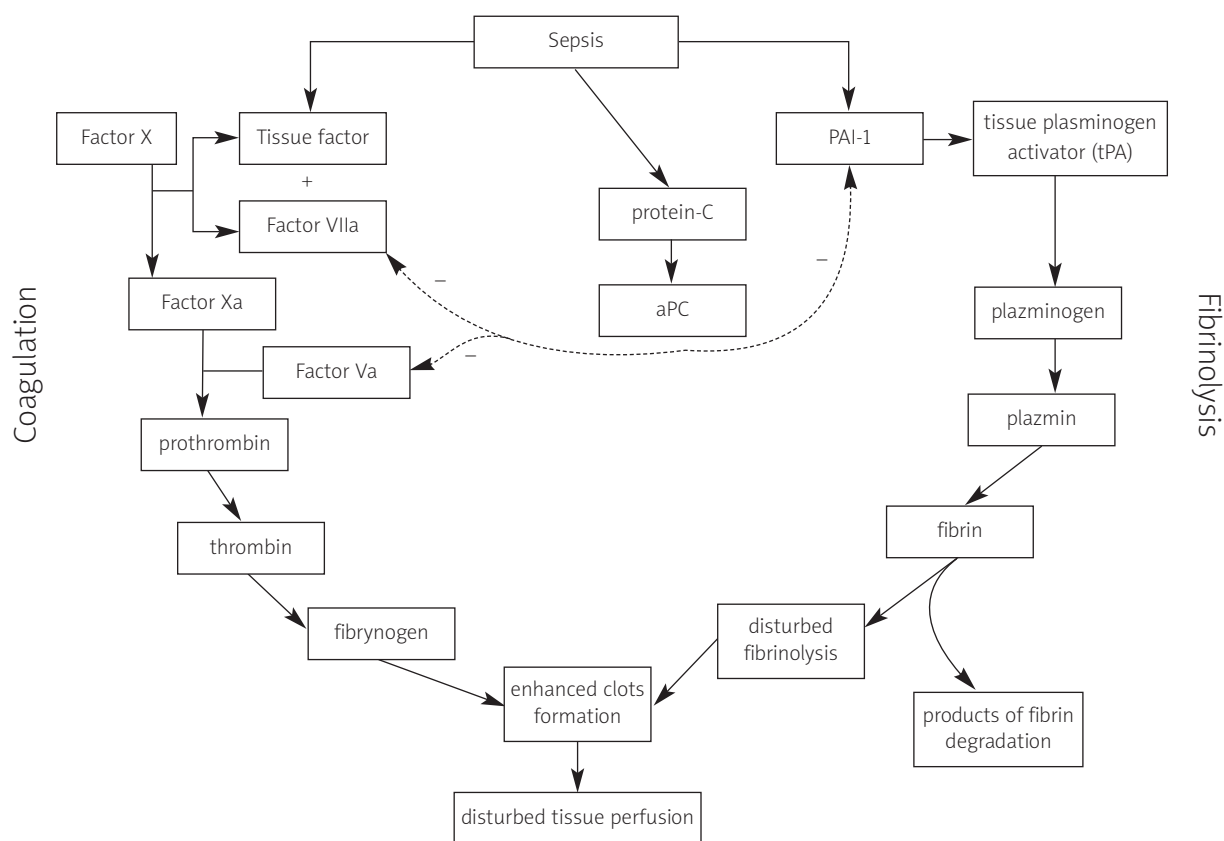 Sepsis
Factor X
Tissue factor
PAI-1
tissue plasminogen
activator (tPA)
+
Factor VIIa
protein-C
–
–
Factor Xa
aPC
plazminogen
Coagulation
Fibrinolysis
–
Factor Va
plazmin
prothrombin
fibrin
thrombin
fibrynogen
disturbed
fibrinolysis
enhanced clots
formation
products of fibrin
degradation
disturbed tissue perfusion